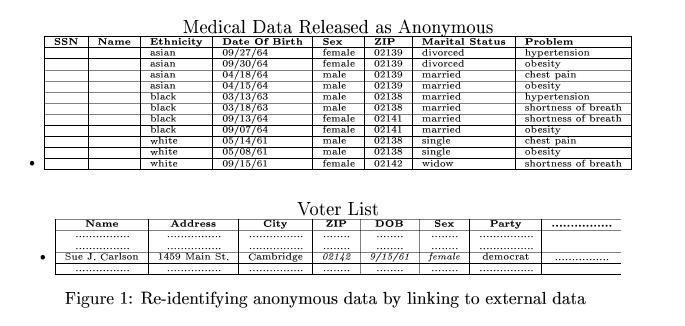 Medical Data Released as Anonymous
SSN Name Ethnicity Date Of Birth Sex ZIP Marital Status Problem
asian 09/27/64 female 02139 divorced hypertension
asian 09/30/64 female 02139 divorced obesity
asian 04/18/64 male 02139 married chest pain
asian 04/15/64 male 02139 married obesity
black 03/13/63 male 02138 married hypertension
black 03/18/63 male 02138 married shortness of breath
black 09/13/64 female 02141 married shortness of breath
black 09/07/64 female 02141 married obesity
white 05/14/61 male 02138 single chest pain
white 05/08/61 male 02138 single obesity
• white 09/15/61 female 02142 widow shortness of breath
Voter List
Name Address City ZIP DOB Sex Party ................
............... ............... ............... ........ ........ ........ ........
............... ............... ............... ........ ........ ........ ........
• Sue J. Carlson 1459 Main St. Cambridge 02142 9/15/61 female democrat ...............
............... ............... ............... ........ ........ ........ ........
Figure 1: Re-identifying anonymous data by linking to external data